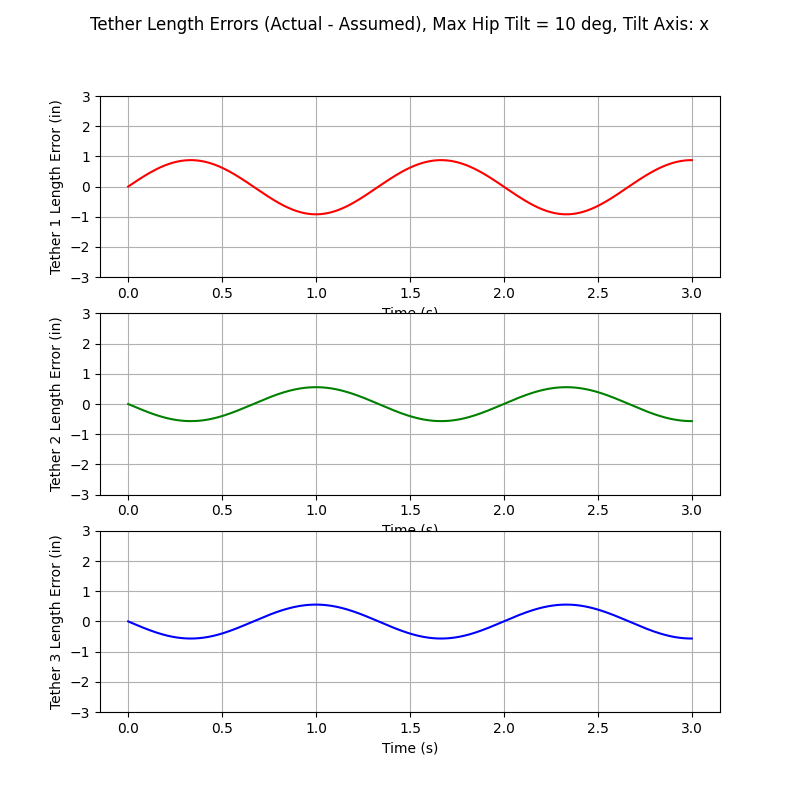 Tether Length Errors (Actual - Assumed), Max Hip Tilt = 10 deg, Tilt Axis: x
Tether 1 Length Error (in)
3
2
1
0
−1
−2
−3
0.0 0.5 1.0 1.5 2.0 2.5 3.0
Time (s)
Tether 2 Length Error (in)
3
2
1
0
−1
−2
−3
0.0 0.5 1.0 1.5 2.0 2.5 3.0
Time (s)
Tether 3 Length Error (in)
3
2
1
0
−1
−2
−3
0.0 0.5 1.0 1.5 2.0 2.5 3.0
Time (s)